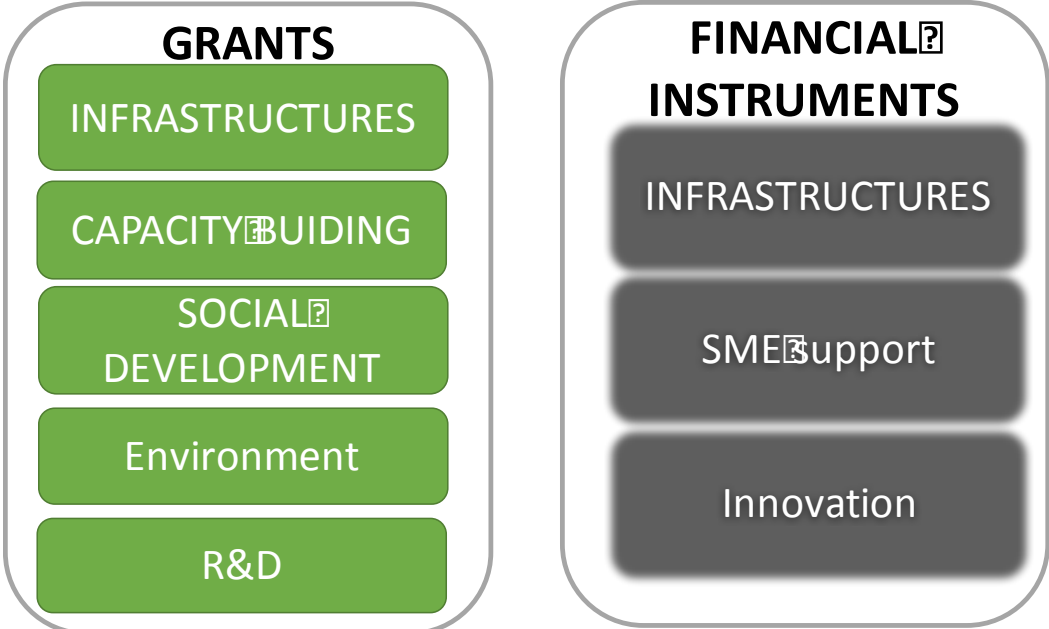 GRANTS
INFRASTRUCTURES
CAPACITY BUIDING
SOCIAL
DEVELOPMENT
Environment
R&D
FINANCIAL
INSTRUMENTS
INFRASTRUCTURES
SME support
Innovation